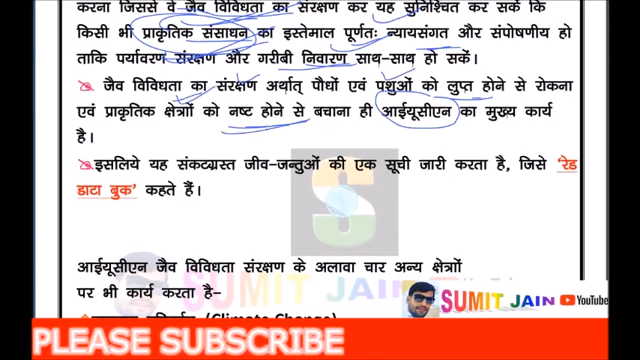 करना जिससे वे जैव विविधता का संरक्षण कर यह सुनिश्चित कर सकें कि
किसी भी प्राकृतिक संसाधन का इस्तेमाल पूर्णतः न्यायसंगत और संपोषणीय हो
ताकि पर्यावरण संरक्षण और गरीबी निवारण साथ-साथ हो सकें।
जैव विविधता का संरक्षण अर्थात् पौधों एवं पशुओं को लुप्त होने से रोकना
एवं प्राकृतिक क्षेत्राों को नष्ट होने से बचाना ही आईयूसीएन का मुख्य कार्य
है।
इसलिये यह संकटग्रस्त जीव-जन्तुओं की एक सूची जारी करता है, जिसे 'रेड
डाटा बुक' कहते हैं।
S
आईयूसीएन जैव विविधता संरक्षण के अलावा चार अन्य क्षेत्राों
पर भी कार्य करता है-
SUMIT JAIN
SUMIT JAIN YouTube
(Climate Change)
PLEASE SUBSCRIBE